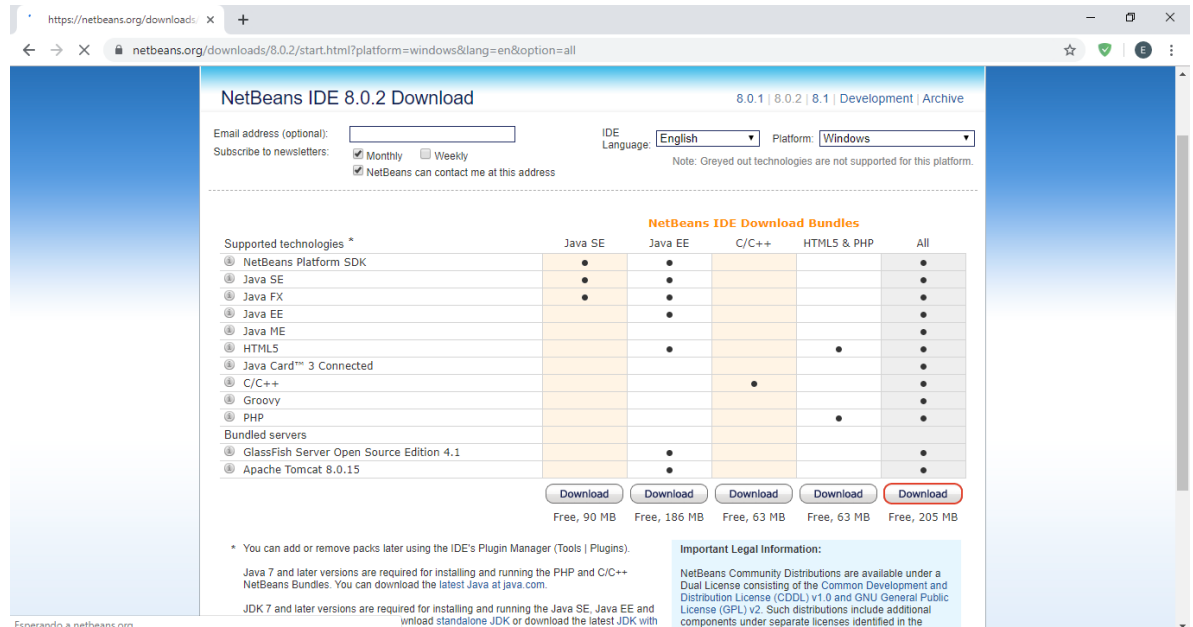 https://netbeans.org/downloads/
netbeans.org/downloads/8.0.2/start.html?platform=windows&lang=en&option=all
E
NetBeans IDE 8.0.2 Download
8.0.1 | 8.0.2 | 8.1 | Development | Archive
Email address (optional):
IDE Language: English Platform: Windows
Subscribe to newsletters: Monthly Weekly
Note: Greyed out technologies are not supported for this platform.
NetBeans can contact me at this address
NetBeans IDE Download Bundles
Supported technologies * Java SE Java EE C/C++ HTML5 & PHP All
NetBeans Platform SDK
Java SE
Java FX
Java EE
Java ME
HTML5
Java Card™ 3 Connected
C/C++
Groovy
PHP
Bundled servers
GlassFish Server Open Source Edition 4.1
Apache Tomcat 8.0.15
Download Download Download Download Download
Free, 90 MB Free, 186 MB Free, 63 MB Free, 63 MB Free, 205 MB
* You can add or remove packs later using the IDE's Plugin Manager (Tools | Plugins).
Java 7 and later versions are required for installing and running the PHP and C/C++
NetBeans Bundles. You can download the latest Java at java.com.
JDK 7 and later versions are required for installing and running the Java SE, Java EE and
wnload standalone JDK or download the latest JDK with
Important Legal Information:
NetBeans Community Distributions are available under a
Dual License consisting of the Common Development and
Distribution License (CDDL) v1.0 and GNU General Public
License (GPL) v2. Such distributions include additional
components under separate licenses identified in the
Esperando a netbeans.org